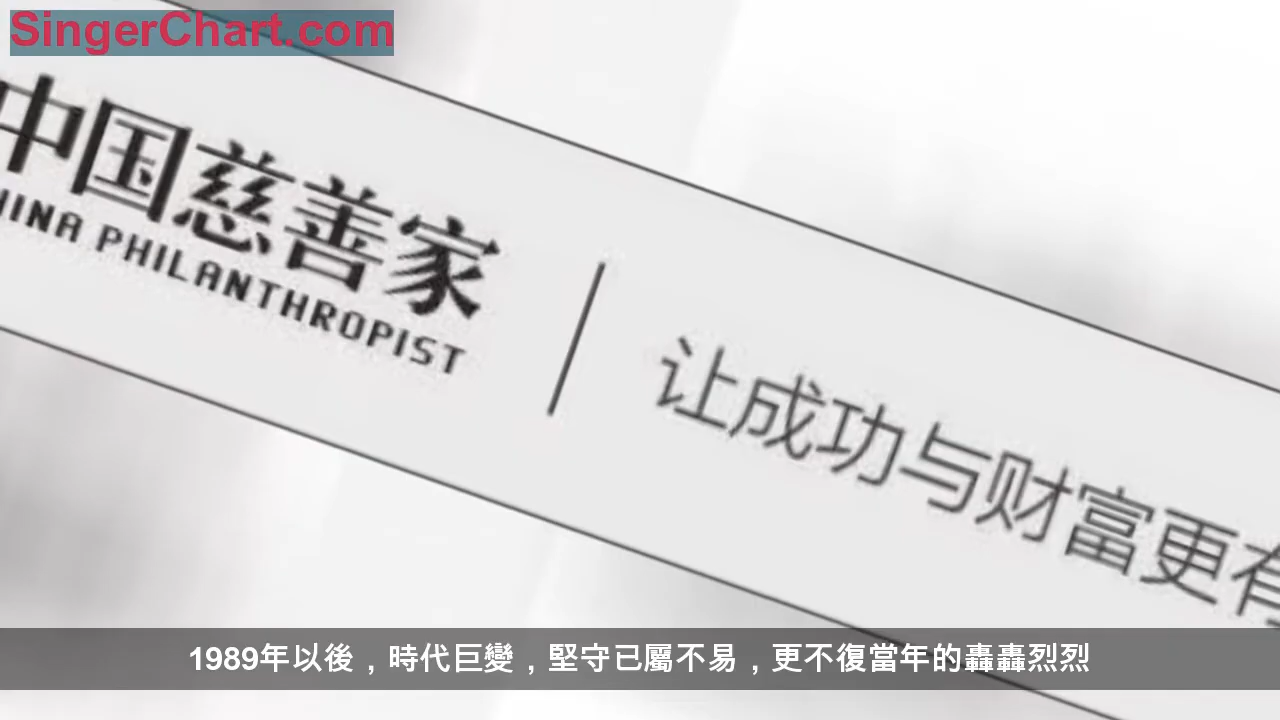 SingerChart.com
中国慈善家
HINA PHILANTHROPIST
让成功与财富更有
1989年以後，時代巨變，堅守已屬不易，更不復當年的轟轟烈烈